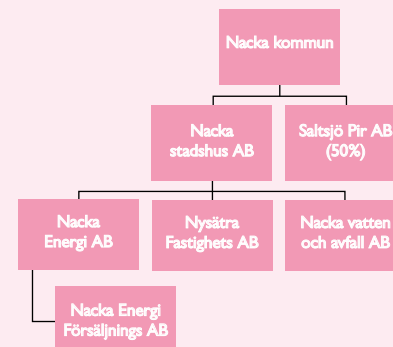 Nacka kommun
Nacka
stadshus AB
Saltsjö Pir AB
(50%)
Nacka
Energi AB
Nysätra
Fastighets AB
Nacka vatten
och avfall AB
Nacka Energi
Försäljnings AB